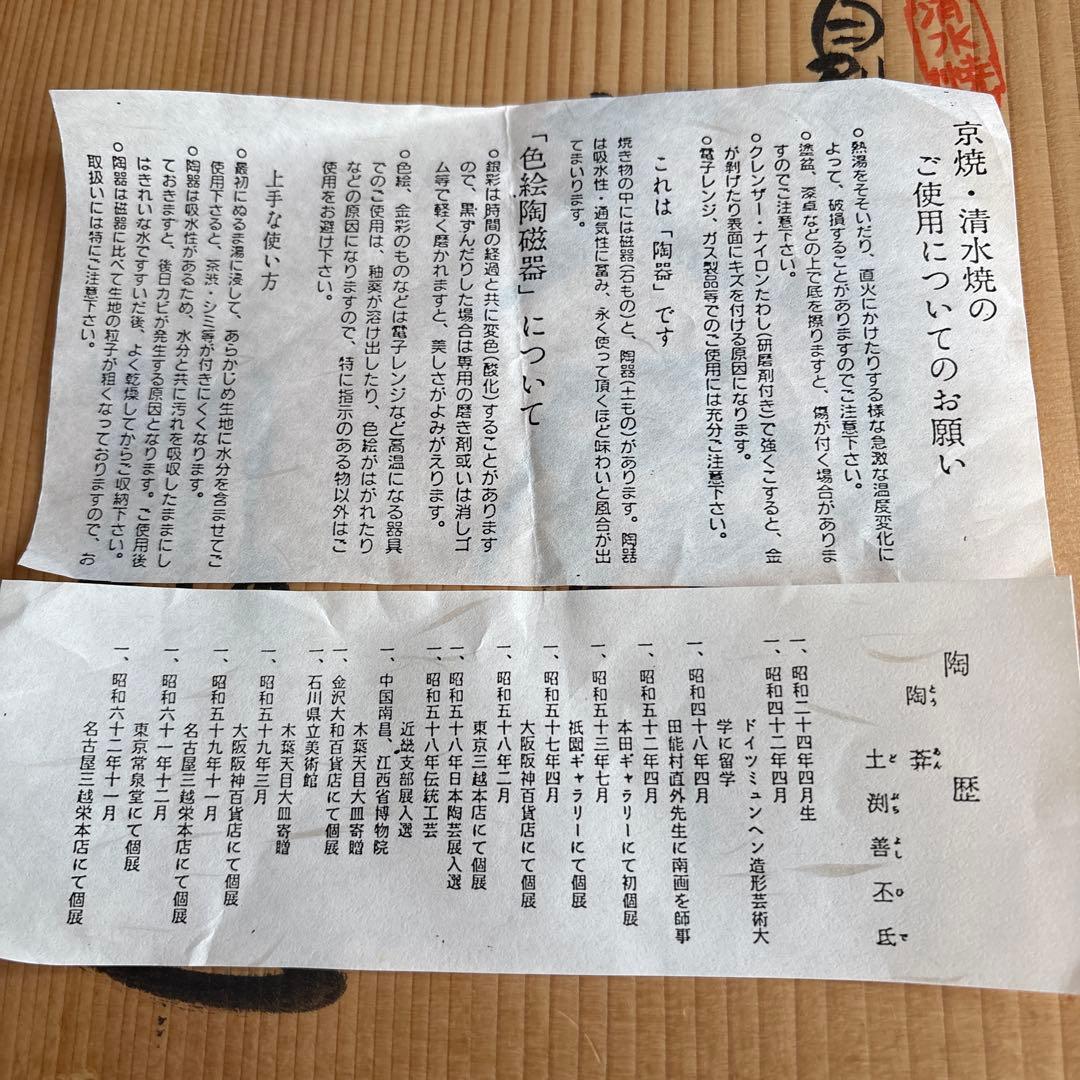 清水焼
京焼・清水焼の
ご使用についてのお願い
○熱湯をそそいだり、直火にかけたりする様な急激な温度変化に
よって、破損することがありますのでご注意下さい。
○塗盆、漆卓などの上で底を擦りますと、傷が付く場合がありま
すのでご注意下さい。
○クレンザー・ナイロンたわし(研磨剤付き)で強くこすると、金
が剥げたり表面にキズを付ける原因になります。
○電子レンジ、ガス製品等でのご使用には充分ご注意下さい。
これは「陶器」です
焼き物の中には磁器(石もの)と、陶器(土もの)があります。陶器
は吸水性・通気性に富み、永く使って頂くほど味わいと風合が出
てまいります。
「色絵陶磁器」について
○銀彩は時間の経過と共に変色(酸化)することがあります
ので、黒ずんだりした場合は専用の磨き剤或いは消しゴ
ム等で軽く磨かれますと、美しさがよみがえります。
○色絵、金彩のものなどは電子レンジなど高温になる器具
でのご使用は、釉薬が溶け出したり、色絵がはがれたり
などの原因になりますので、特に指示のある物以外はご
使用をお避け下さい。
上手な使い方
○最初にぬるま湯に浸して、あらかじめ生地に水分を含ませてご
使用下さると、茶渋・シミ等が付きにくくなります。
○陶器は吸水性があるため、水分と共に汚れを吸収したままにし
ておきますと、後日カビが発生する原因となります。ご使用後
はきれいな水ですすいだ後、よく乾燥してからご収納下さい。
○陶器は磁器に比べて生地の粒子が粗くなっておりますので、お
取扱いには特にご注意下さい。
陶歴
陶とう
土ど渕ぶち善よし丕ひ氏で
一、昭和二十四年四月生
一、昭和四十二年四月
ドイツミュンヘン造形芸術大
学に留学
一、昭和四十八年四月
田能村直外先生に南画を師事
一、昭和五十二年四月
本田ギャラリーにて初個展
一、昭和五十三年七月
祇園ギャラリーにて個展
一、昭和五十七年四月
大阪阪神百貨店にて個展
一、昭和五十八年二月
東京三越本店にて個展
一、昭和五十八年日本陶芸展入選
一、昭和五十八年伝統工芸
近畿支部展入選
一、中国南昌、江西省博物院
木葉天目大皿寄贈
一、金沢大和百貨店にて個展
一、石川県立美術館
木葉天目大皿寄贈
一、昭和五十九年三月
大阪阪神百貨店にて個展
一、昭和五十九年十一月
名古屋三越栄本店にて個展
一、昭和六十一年十二月
東京常泉堂にて個展
一、昭和六十二年十一月
名古屋三越栄本店にて個展